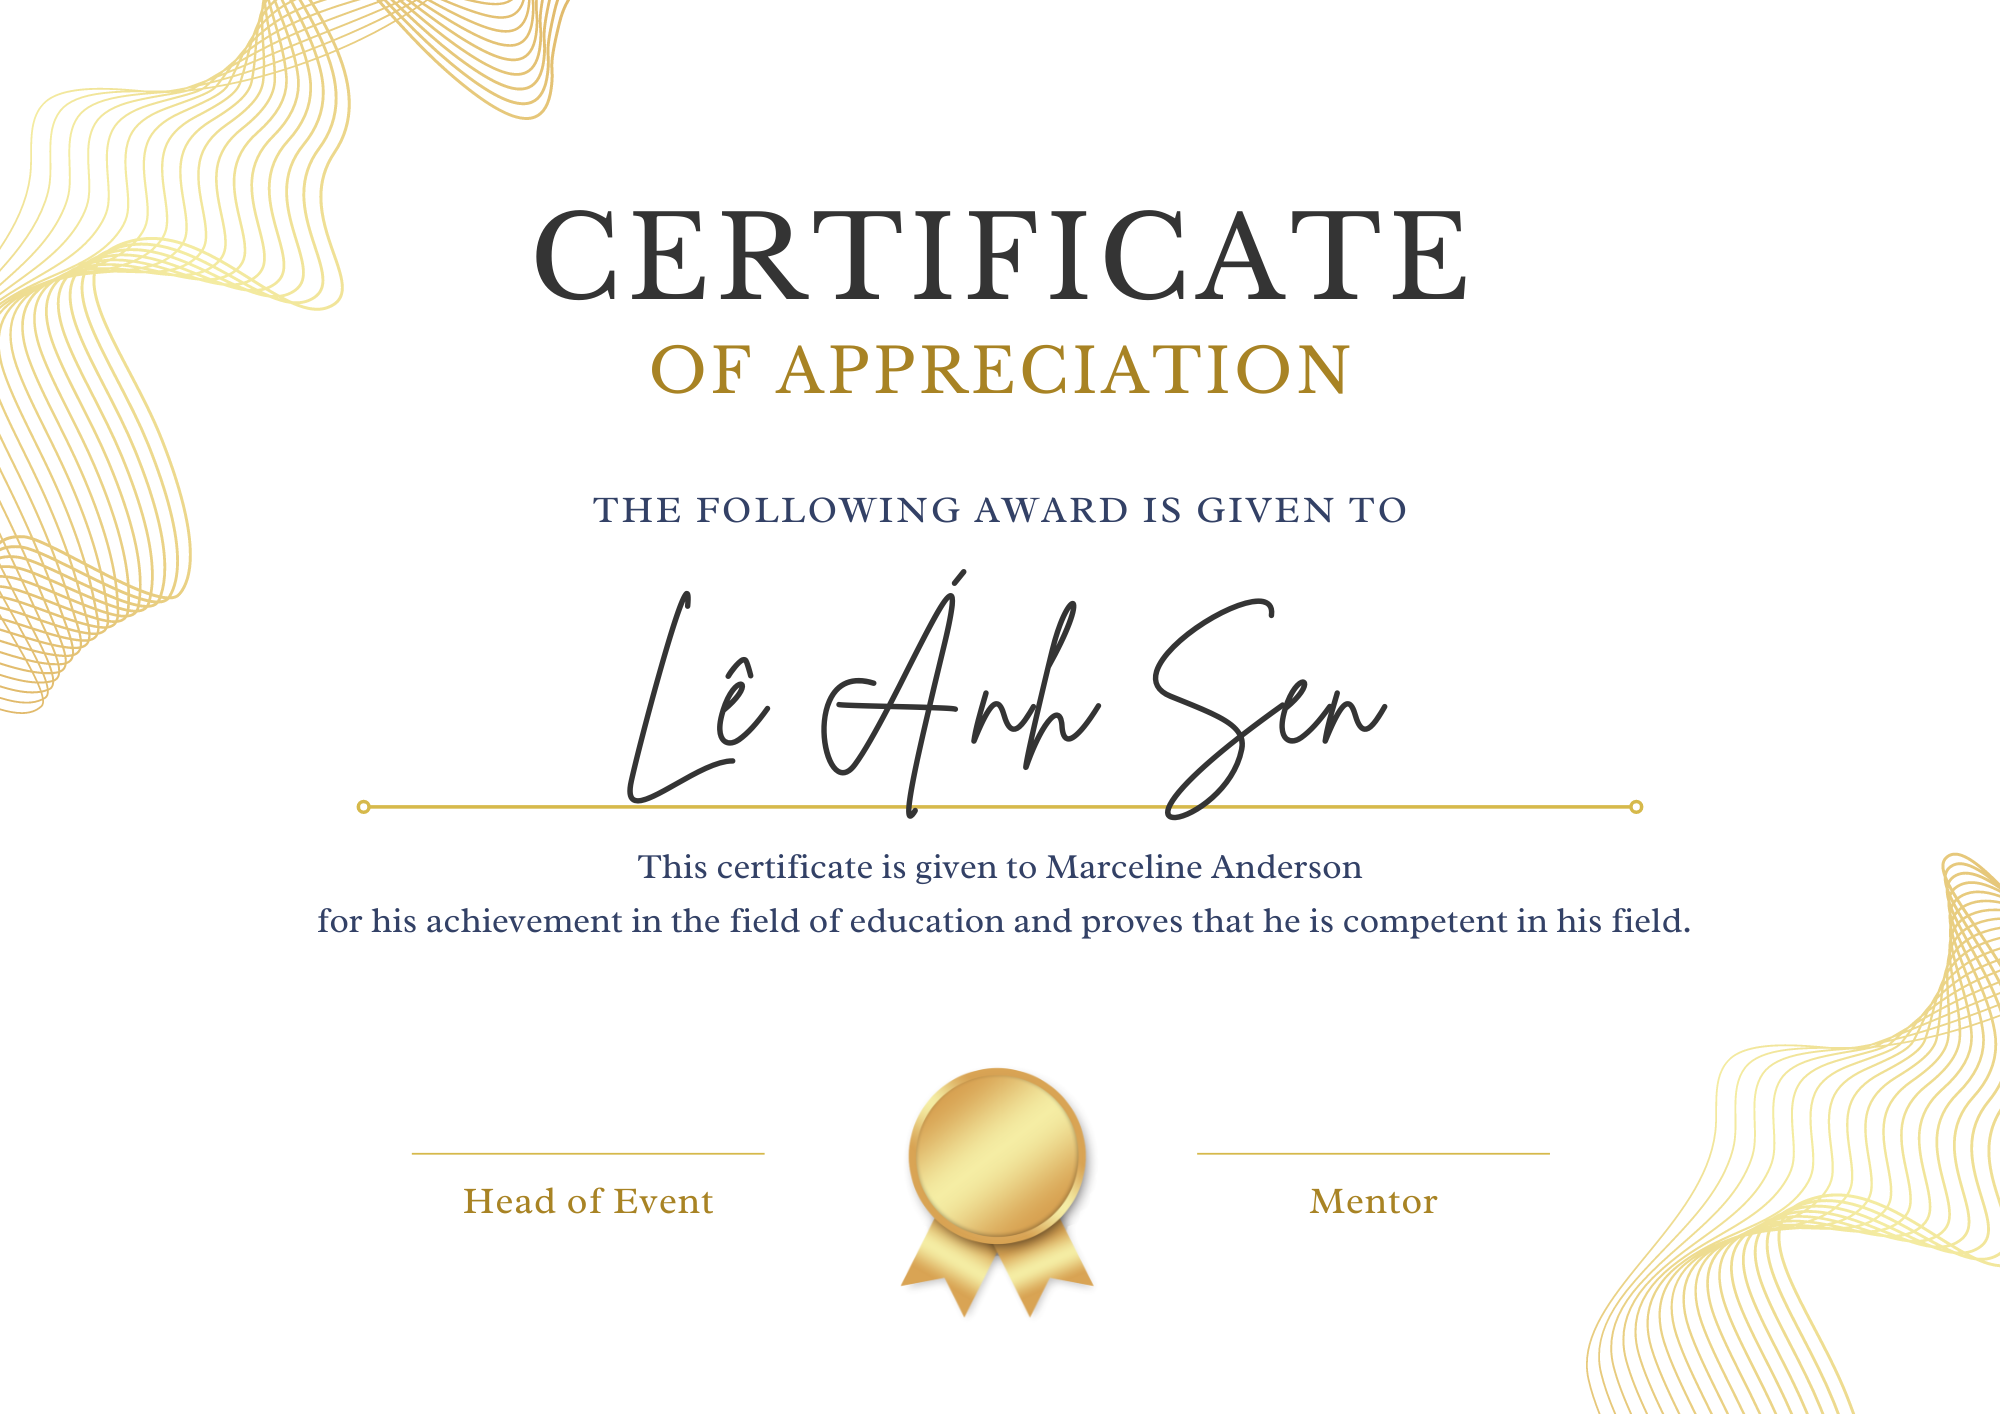 CERTIFICATE
OF APPRECIATION
THE FOLLOWING AWARD IS GIVEN TO
Lê Ánh Sen
This certificate is given to Marceline Anderson
for his achievement in the field of education and proves that he is competent in his field.
Head of Event
Mentor